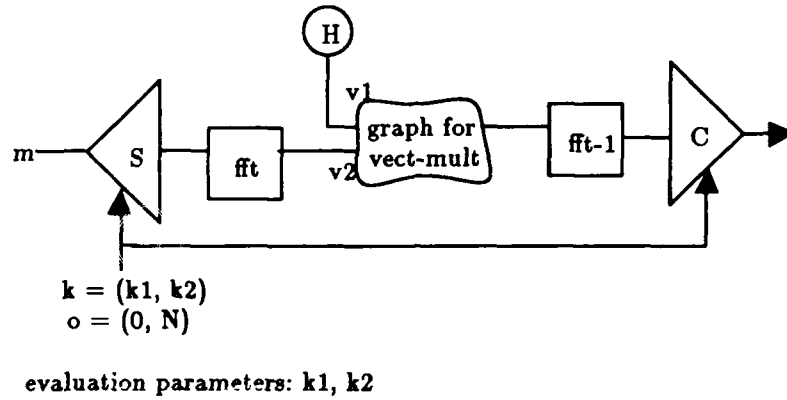 H
v1
graph for
vect-mult
v2
m
S
fft
fft-1
C
k = (k1, k2)
o = (0, N)
evaluation parameters: k1, k2